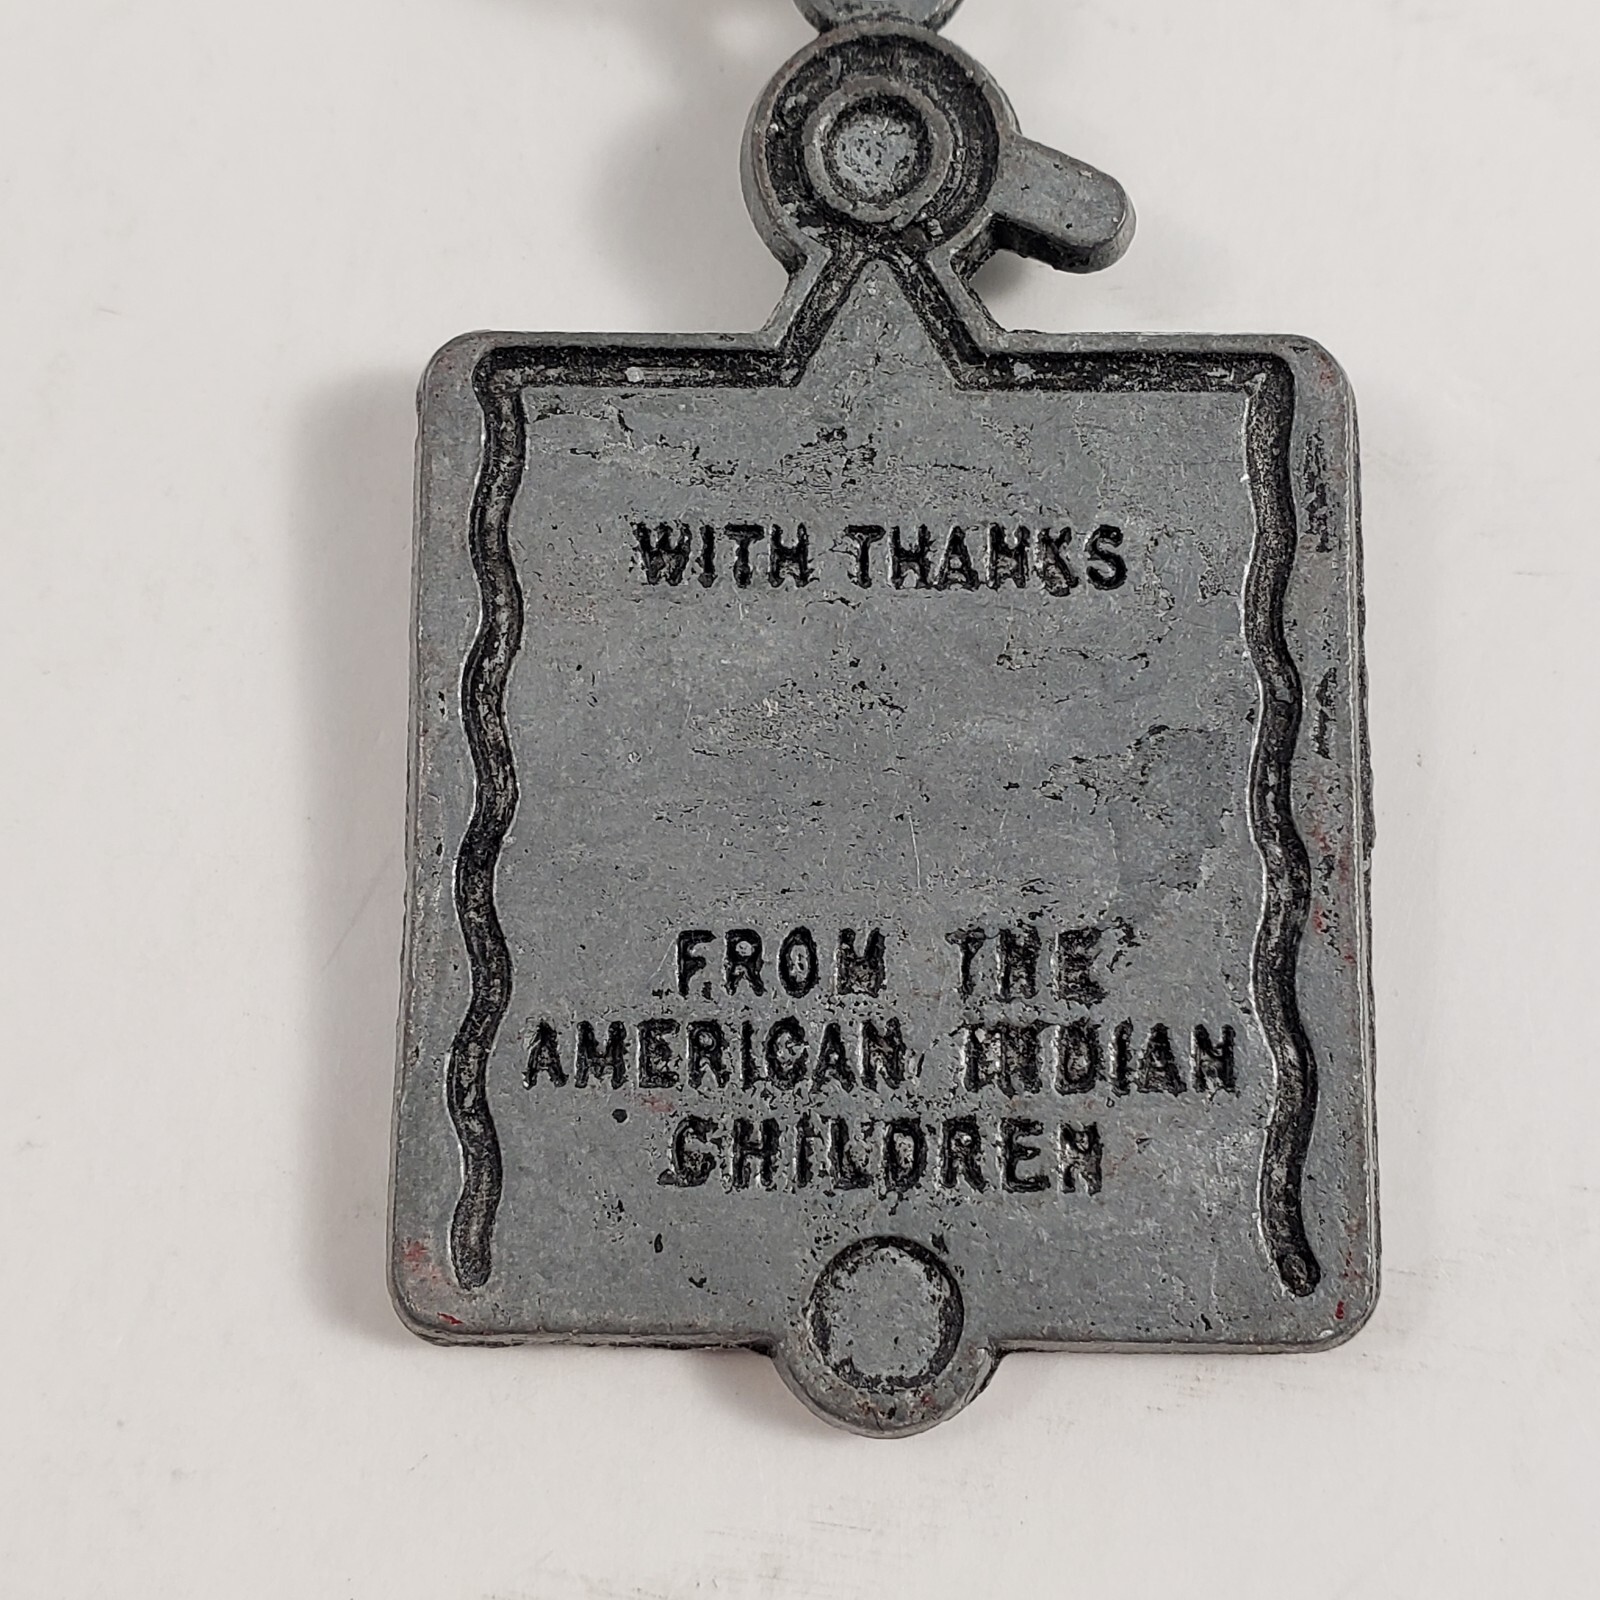 WITH THANKS
FROM THE
AMERICAN INDIAN
CHILDREN